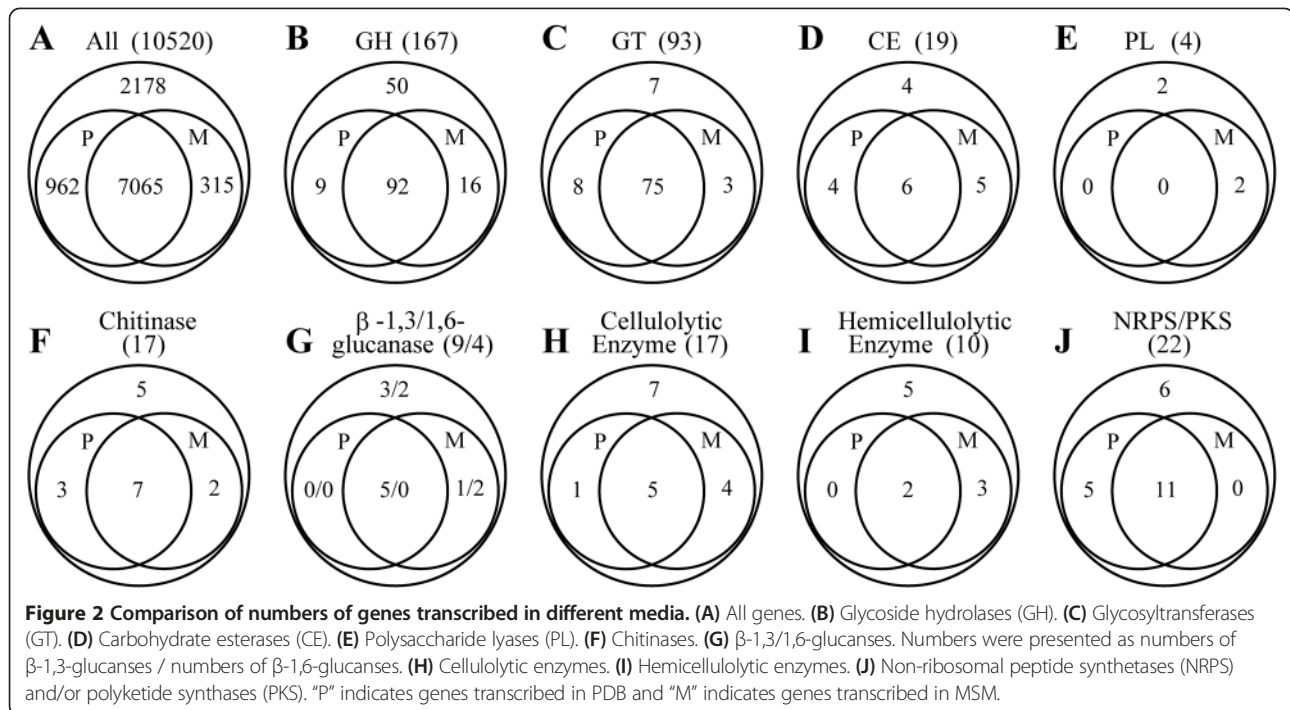 A All (10520)
2178
P M
962 7065 315
B GH (167)
50
P M
9 92 16
C GT (93)
7
P M
8 75 3
D CE (19)
4
P M
4 6 5
E PL (4)
2
P M
0 0 2
F Chitinase
(17)
5
P M
3 7 2
G β -1,3/1,6-
glucanase (9/4)
3/2
P M
0/0 5/0 1/2
H Cellulolytic
Enzyme (17)
7
P M
1 5 4
I Hemicellulolytic
Enzyme (10)
5
P M
0 2 3
J NRPS/PKS
(22)
6
P M
5 11 0
Figure 2 Comparison of numbers of genes transcribed in different media. (A) All genes. (B) Glycoside hydrolases (GH). (C) Glycosyltransferases
(GT). (D) Carbohydrate esterases (CE). (E) Polysaccharide lyases (PL). (F) Chitinases. (G) β-1,3/1,6-glucanses. Numbers were presented as numbers of
β-1,3-glucanses / numbers of β-1,6-glucanses. (H) Cellulolytic enzymes. (I) Hemicellulolytic enzymes. (J) Non-ribosomal peptide synthetases (NRPS)
and/or polyketide synthases (PKS). “P” indicates genes transcribed in PDB and “M” indicates genes transcribed in MSM.